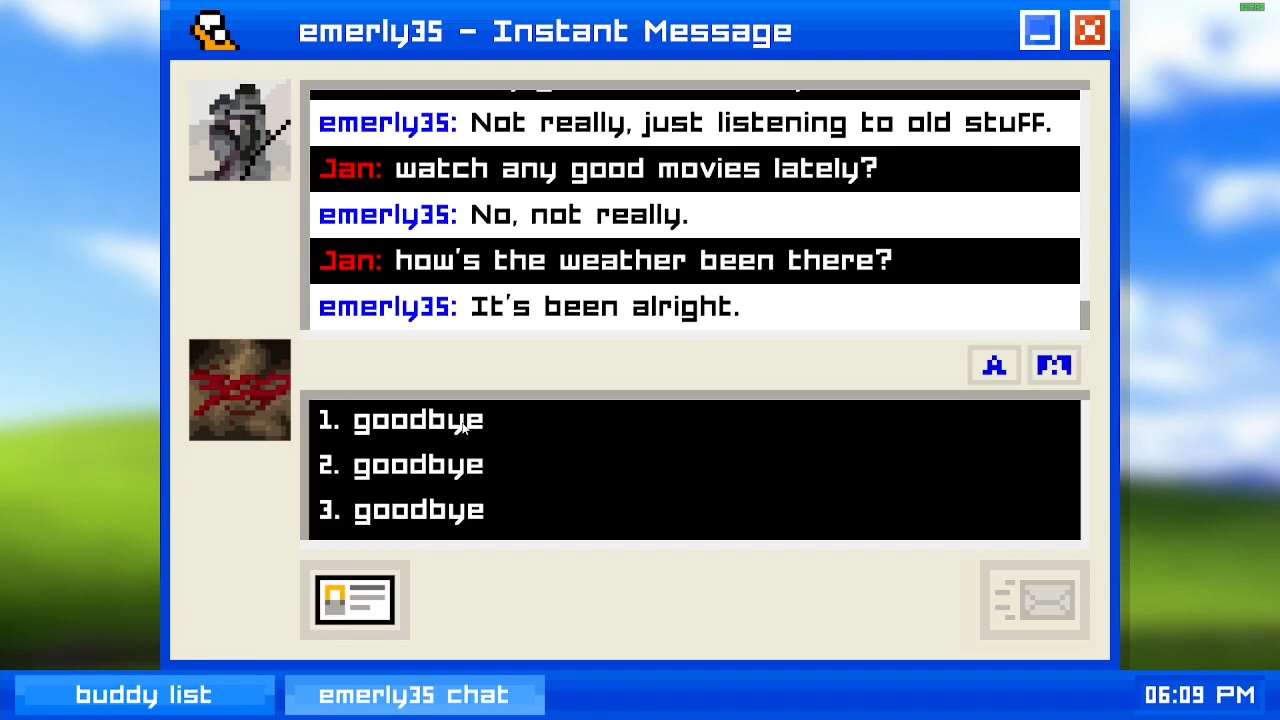 emerly35 - Instant Message
emerly35: Not really, just listening to old stuff.
Jan: watch any good movies lately?
emerly35: No, not really.
Jan: how's the weather been there?
emerly35: It's been alright.
A
1. goodbye
2. goodbye
3. goodbye
buddy list
emerly35 chat
06:09 PM